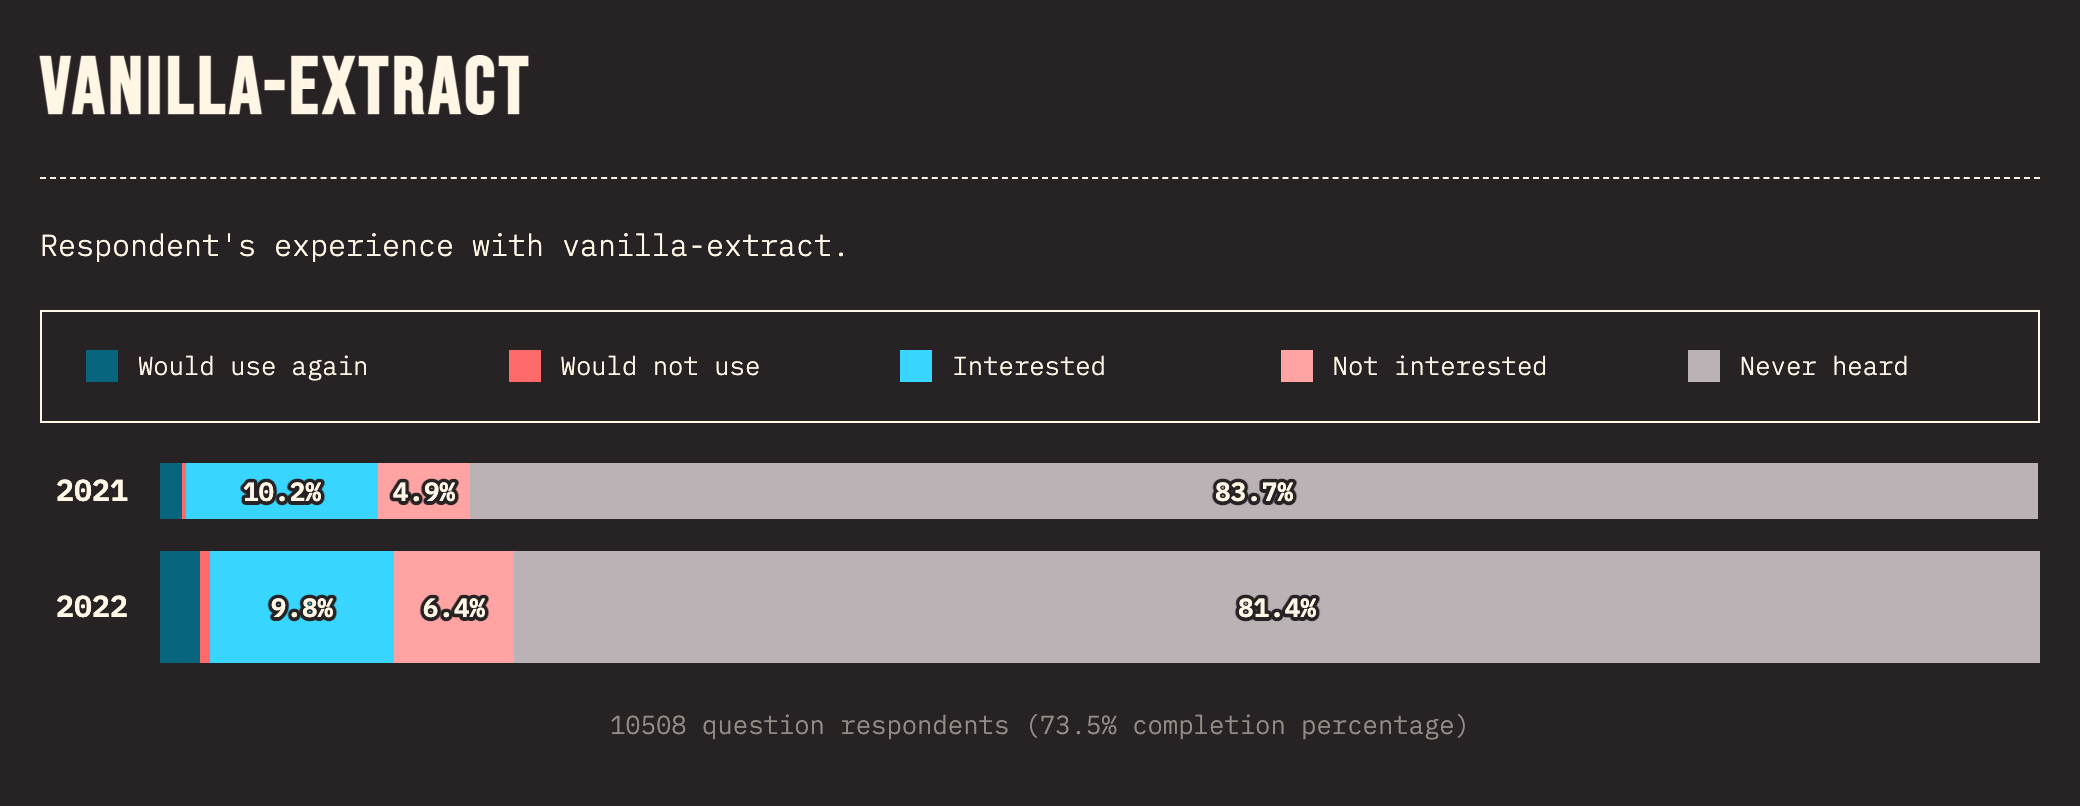 VANILLA-EXTRACT
Respondent's experience with vanilla-extract.
Would use again Would not use Interested Not interested Never heard
2021 10.2% 4.9% 83.7%
2022 9.8% 6.4% 81.4%
10508 question respondents (73.5% completion percentage)